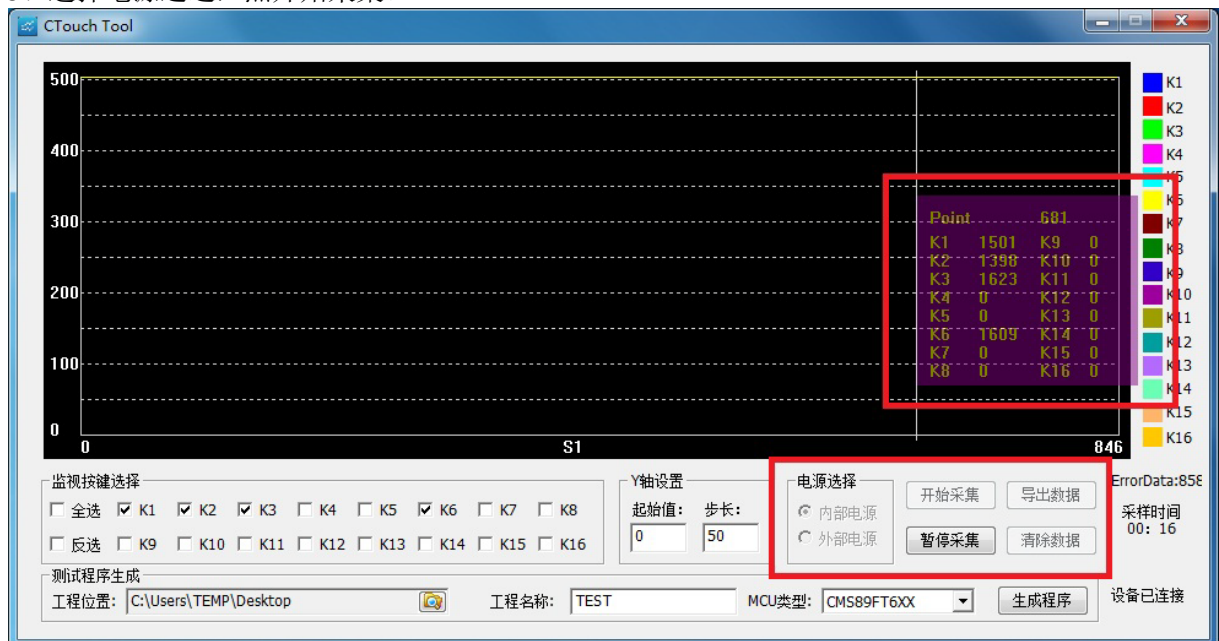 CTouch Tool
500
400
300
200
100
0
0 S1 846
Point 681
K1 1501 K9 0
K2 1398 K10 0
K3 1623 K11 0
K4 0 K12 0
K5 0 K13 0
K6 1609 K14 0
K7 0 K15 0
K8 0 K16 0
K1
K2
K3
K4
K5
K6
K7
K8
K9
K10
K11
K12
K13
K14
K15
K16
监视按键选择
全选 K1 K2 K3 K4 K5 K6 K7 K8
反选 K9 K10 K11 K12 K13 K14 K15 K16
Y轴设置
起始值: 步长:
0 50
电源选择
内部电源
外部电源
开始采集 导出数据
暂停采集 清除数据
ErrorData:858
采样时间
00: 16
测试程序生成
工程位置: C:\Users\TEMP\Desktop 工程名称: TEST MCU类型: CMS89FT6XX 生成程序
设备已连接